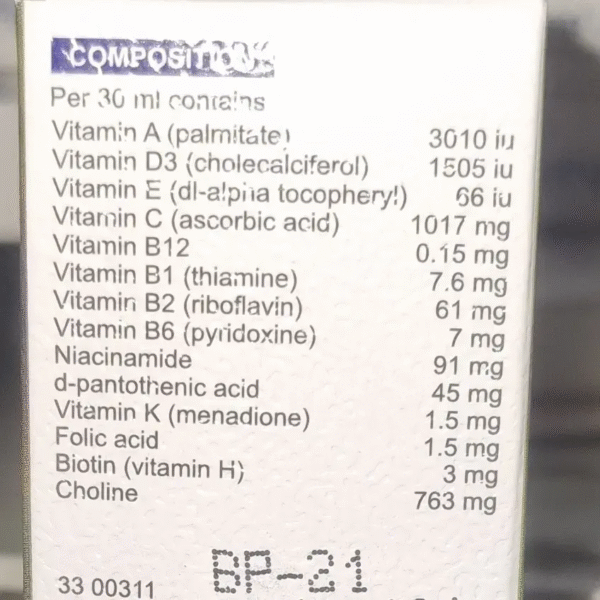 COMPOSITION
Per 30 ml contains
Vitamin A (palmitate) 3010 iu
Vitamin D3 (cholecalciferol) 1505 iu
Vitamin E (dl-alpha tocopheryl) 66 iu
Vitamin C (ascorbic acid) 1017 mg
Vitamin B12 0.15 mg
Vitamin B1 (thiamine) 7.6 mg
Vitamin B2 (riboflavin) 61 mg
Vitamin B6 (pyridoxine) 7 mg
Niacinamide 91 mg
d-pantothenic acid 45 mg
Vitamin K (menadione) 1.5 mg
Folic acid 1.5 mg
Biotin (vitamin H) 3 mg
Choline 763 mg
33 00311 BP-21